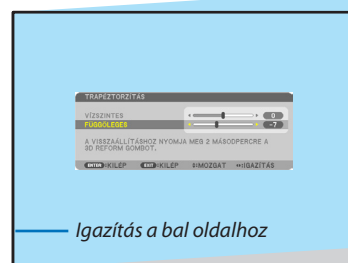 TRAPÉZTORZÍTÁS
VÍZSZINTES 0
FÜGGŐLEGES -7
A VISSZAÁLLÍTÁSHOZ NYOMJA MEG 2 MÁSODPERCRE A
3D REFORM GOMBOT.
ENTER :KILÉP EXIT :KILÉP ↕:MOZGAT ↔:IGAZÍTÁS
Igazítás a bal oldalhoz